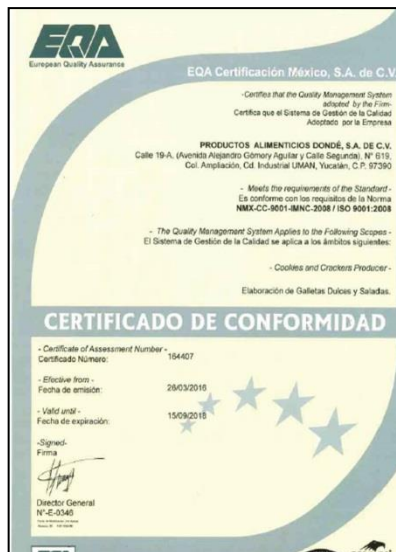 EQA
European Quality Assurance
EQA Certificación México, S.A. de C.V.
-Certifies that the Quality Management System
adopted by the Firm-
Certifica que el Sistema de Gestión de la Calidad
Adoptado por la Empresa
PRODUCTOS ALIMENTICIOS DONDÉ, S.A. DE C.V.
Calle 19-A. (Avenida Alejandro Gómery Aguilar y Calle Segunda), N° 619,
Col. Ampliación, Cd. Industrial UMAN, Yucatán, C.P. 97390
- Meets the requirements of the Standard -
Es conforme con los requisitos de la Norma
NMX-CC-9001-IMNC-2008 / ISO 9001:2008
- The Quality Management System Applies to the Following Scopes -
El Sistema de Gestión de la Calidad se aplica a los ámbitos siguientes:
- Cookies and Crackers Producer -
Elaboración de Galletas Dulces y Saladas.
CERTIFICADO DE CONFORMIDAD
- Certificate of Assessment Number -
Certificado Número: 164407
- Efective from -
Fecha de emisión: 26/03/2016
- Valid until -
Fecha de expiración: 15/09/2018
-Signed-
Firma
Director General
N°-E-0346